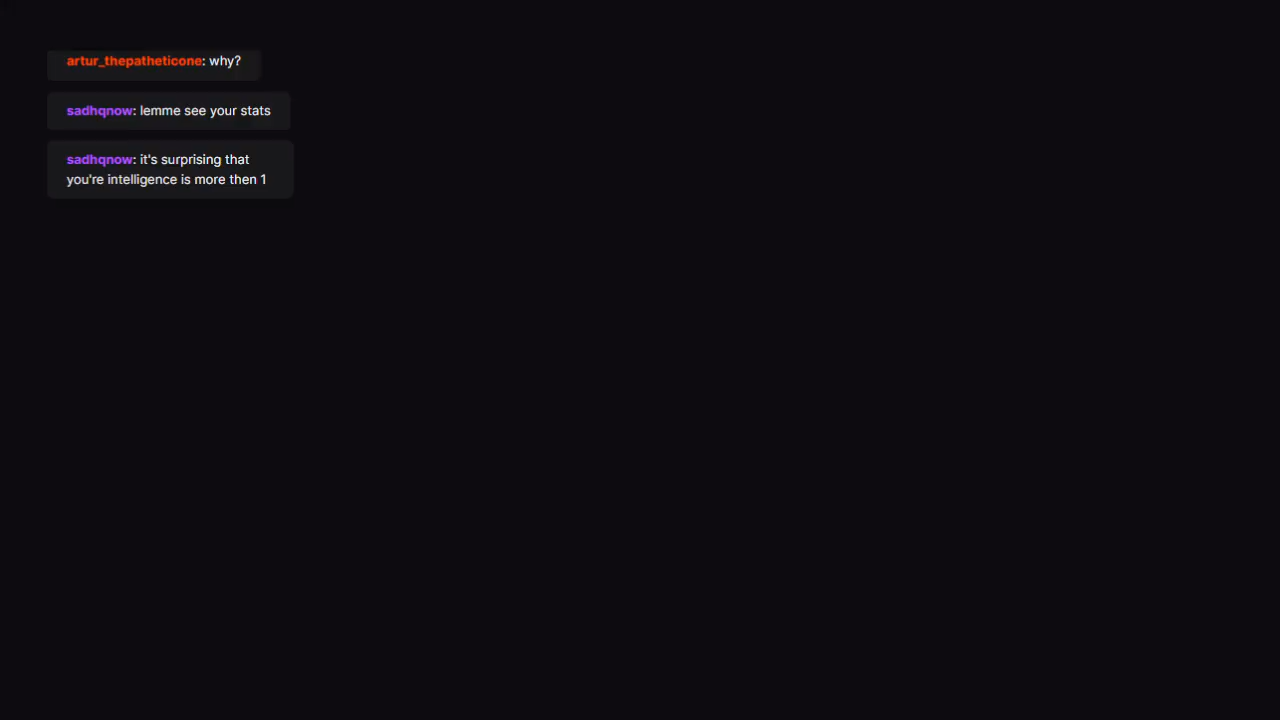 artur_thepatheticone: why?
sadhqnow: lemme see your stats
sadhqnow: it's surprising that
you're intelligence is more then 1